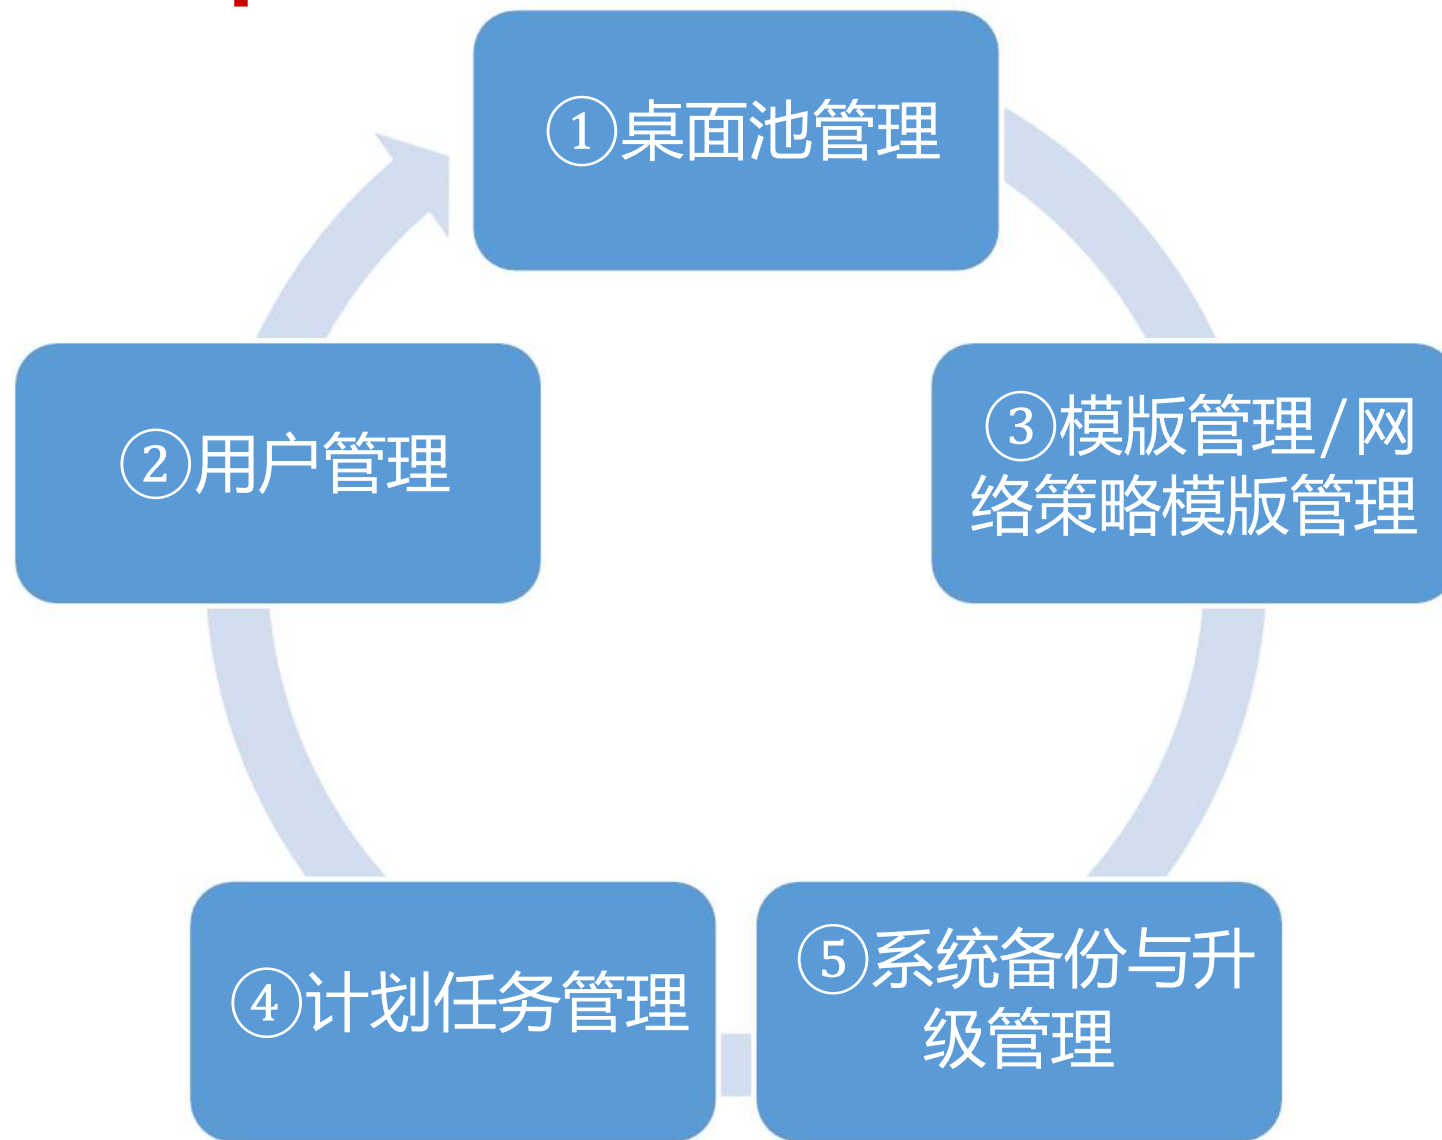 ①桌面池管理
②用户管理
③模版管理/网
络策略模版管理
④计划任务管理
⑤系统备份与升
级管理